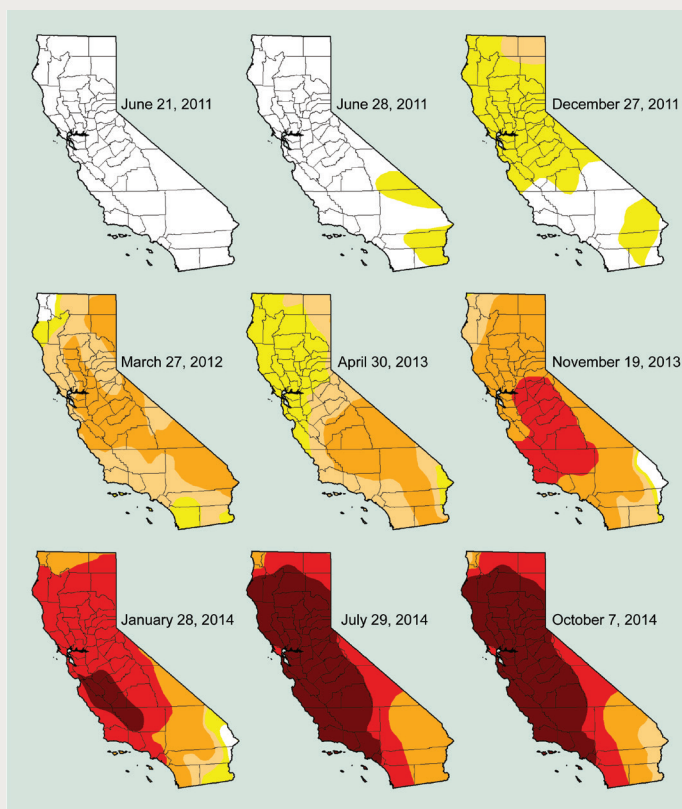 June 21, 2011
June 28, 2011
December 27, 2011
March 27, 2012
April 30, 2013
November 19, 2013
January 28, 2014
July 29, 2014
October 7, 2014